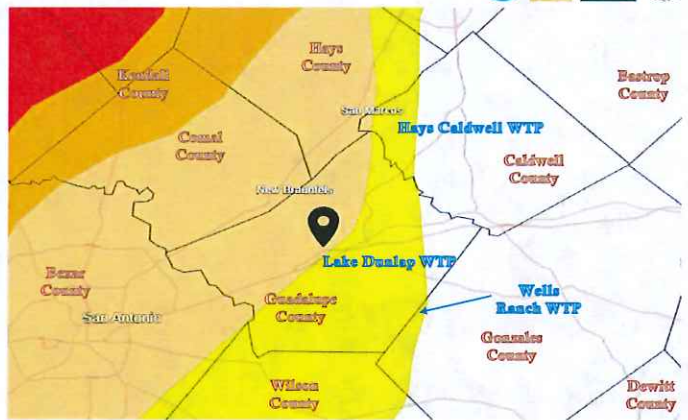 Hays
County
Kendall
County
Bastrop
County
San Marcos
Hays Caldwell WTP
Comal
County
Caldwell
County
New Braunfels
Lake Dunlap WTP
Bexar
County
Wells
Ranch WTP
Guadalupe
County
San Antonio
Gonzales
County
Wilson
County
Dewitt
County